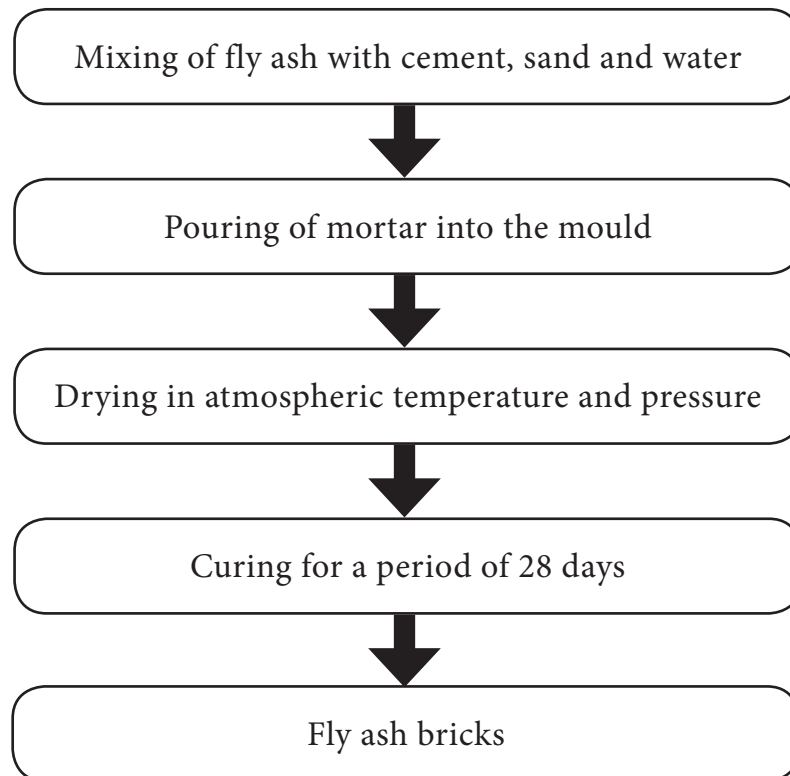 Mixing of fly ash with cement, sand and water
Pouring of mortar into the mould
Drying in atmospheric temperature and pressure
Curing for a period of 28 days
Fly ash bricks